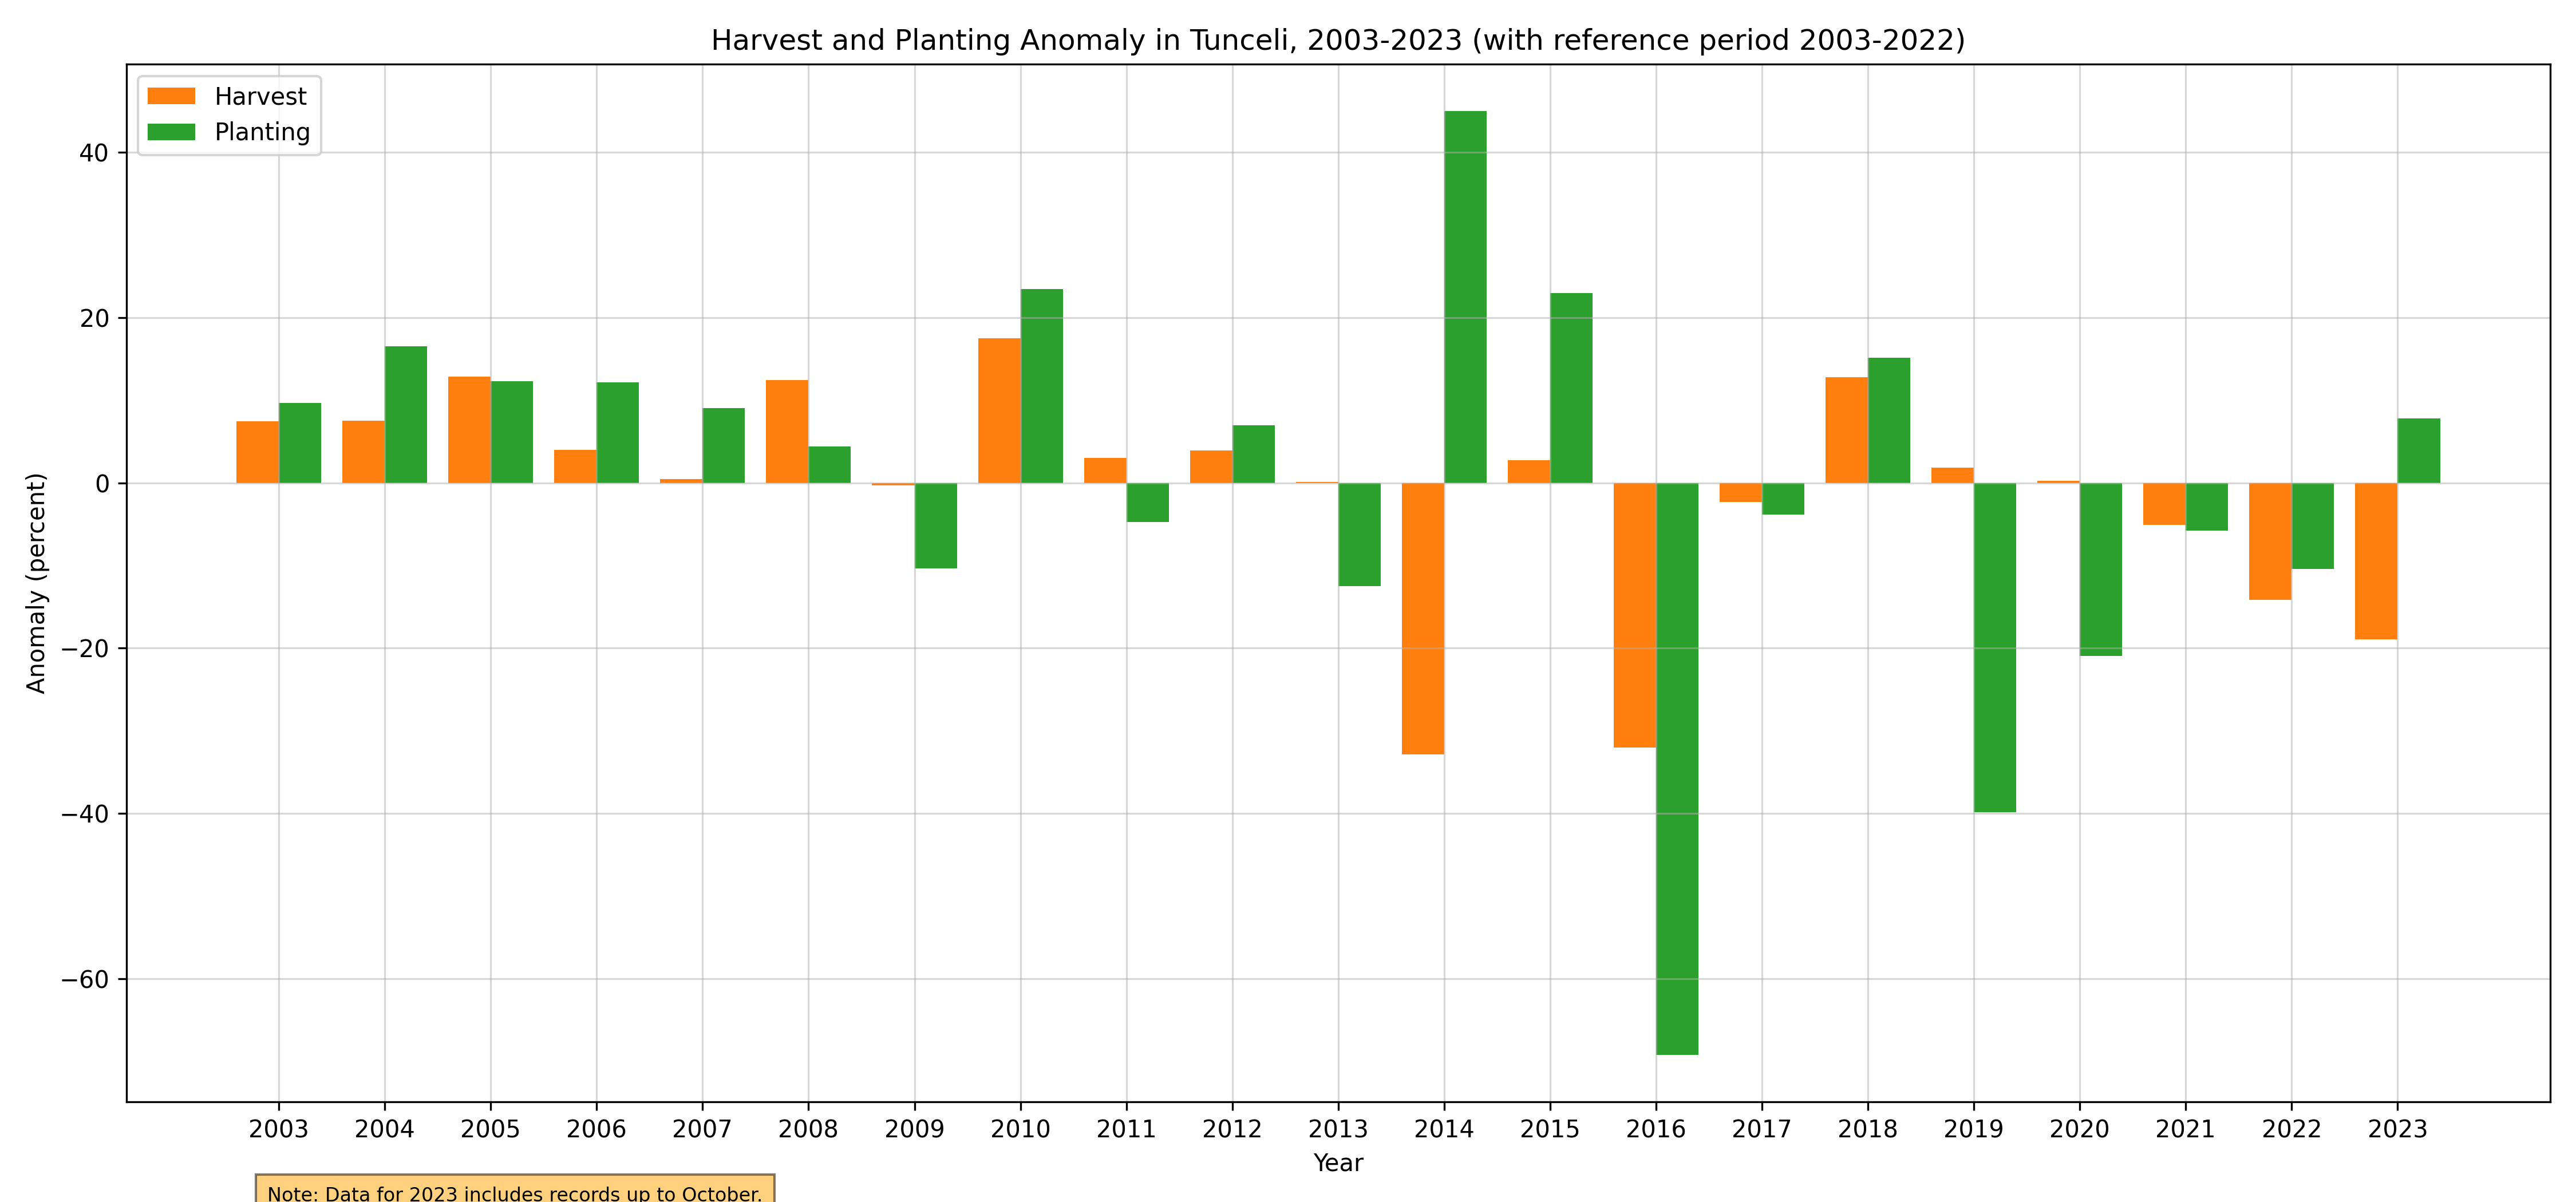 Harvest and Planting Anomaly in Tunceli, 2003-2023 (with reference period 2003-2022)
Harvest
Planting
40
20
0
−20
−40
−60
Anomaly (percent)
2003 2004 2005 2006 2007 2008 2009 2010 2011 2012 2013 2014 2015 2016 2017 2018 2019 2020 2021 2022 2023
Year
Note: Data for 2023 includes records up to October.